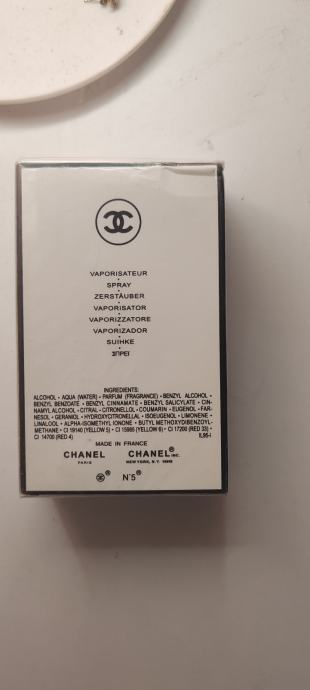 VAPORISATEUR
SPRAY
ZERSTÄUBER
VAPORISATOR
VAPORIZZATORE
VAPORIZADOR
SUIHKE
ΣΠΡΕΙ
INGREDIENTS:
ALCOHOL • AQUA (WATER) • PARFUM (FRAGRANCE) • BENZYL ALCOHOL •
BENZYL BENZOATE • BENZYL CINNAMATE • BENZYL SALICYLATE • CIN-
NAMYL ALCOHOL • CITRAL • CITRONELLOL • COUMARIN • EUGENOL • FAR-
NESOL • GERANIOL • HYDROXYCITRONELLAL • ISOEUGENOL • LIMONENE •
LINALOOL • ALPHA-ISOMETHYL IONONE • BUTYL METHOXYDIBENZOYL-
METHANE • CI 19140 (YELLOW 5) • CI 15985 (YELLOW 6) • CI 17200 (RED 33) •
CI 14700 (RED 4) IL95-I
MADE IN FRANCE
CHANEL CHANEL® INC.
PARIS NEW YORK, N.Y. 10019
® N°5®